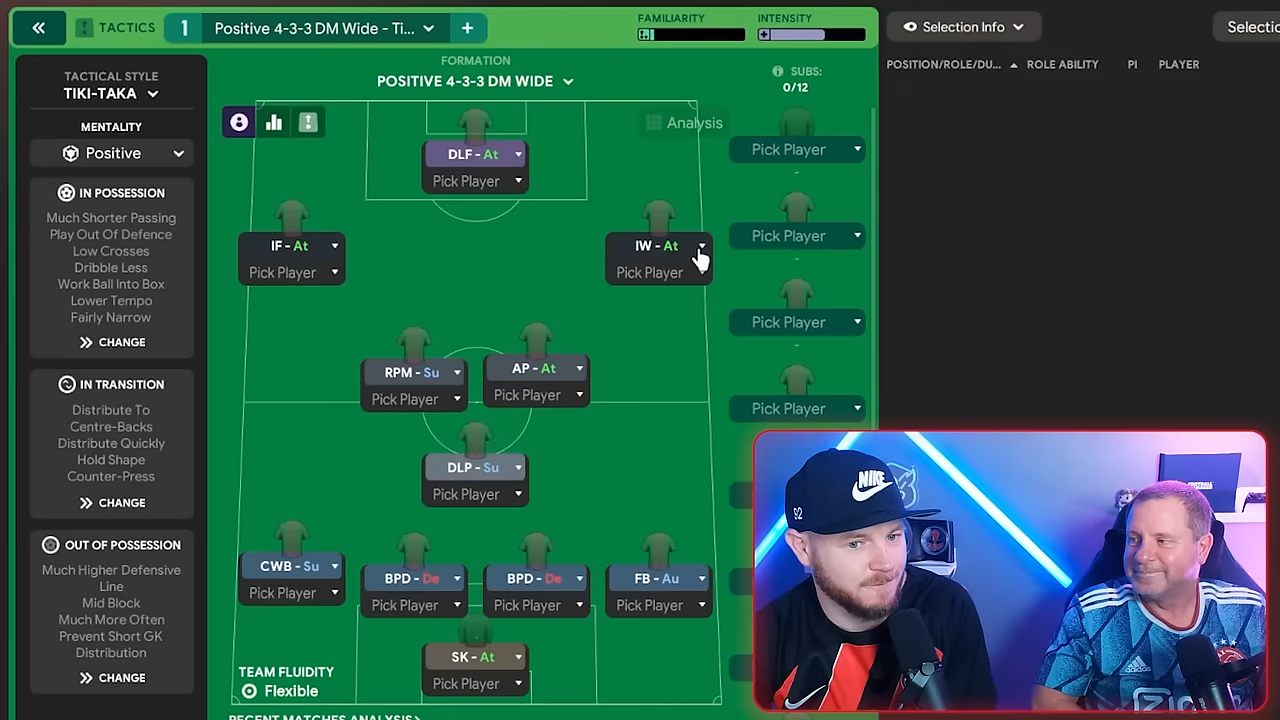 TACTICS
1
Positive 4-3-3 DM Wide - Ti...
+
FAMILIARITY
INTENSITY
Selection Info
Selectio
TACTICAL STYLE
TIKI-TAKA
MENTALITY
Positive
IN POSSESSION
Much Shorter Passing
Play Out Of Defence
Low Crosses
Dribble Less
Work Ball Into Box
Lower Tempo
Fairly Narrow
CHANGE
IN TRANSITION
Distribute To
Centre-Backs
Distribute Quickly
Hold Shape
Counter-Press
CHANGE
OUT OF POSSESSION
Much Higher Defensive
Line
Mid Block
Much More Often
Prevent Short GK
Distribution
CHANGE
FORMATION
POSITIVE 4-3-3 DM WIDE
SUBS:
0/12
Analysis
DLF - At
Pick Player
IF - At
Pick Player
IW - At
Pick Player
RPM - Su
Pick Player
AP - At
Pick Player
DLP - Su
Pick Player
CWB - Su
Pick Player
BPD - De
Pick Player
BPD - De
Pick Player
FB - Au
Pick Player
SK - At
Pick Player
TEAM FLUIDITY
Flexible
RECENT MATCHES ANALYSIS
Pick Player
-
Pick Player
-
Pick Player
-
Pick Player
POSITION/ROLE/DU...
ROLE ABILITY
PI
PLAYER
NIKE
92